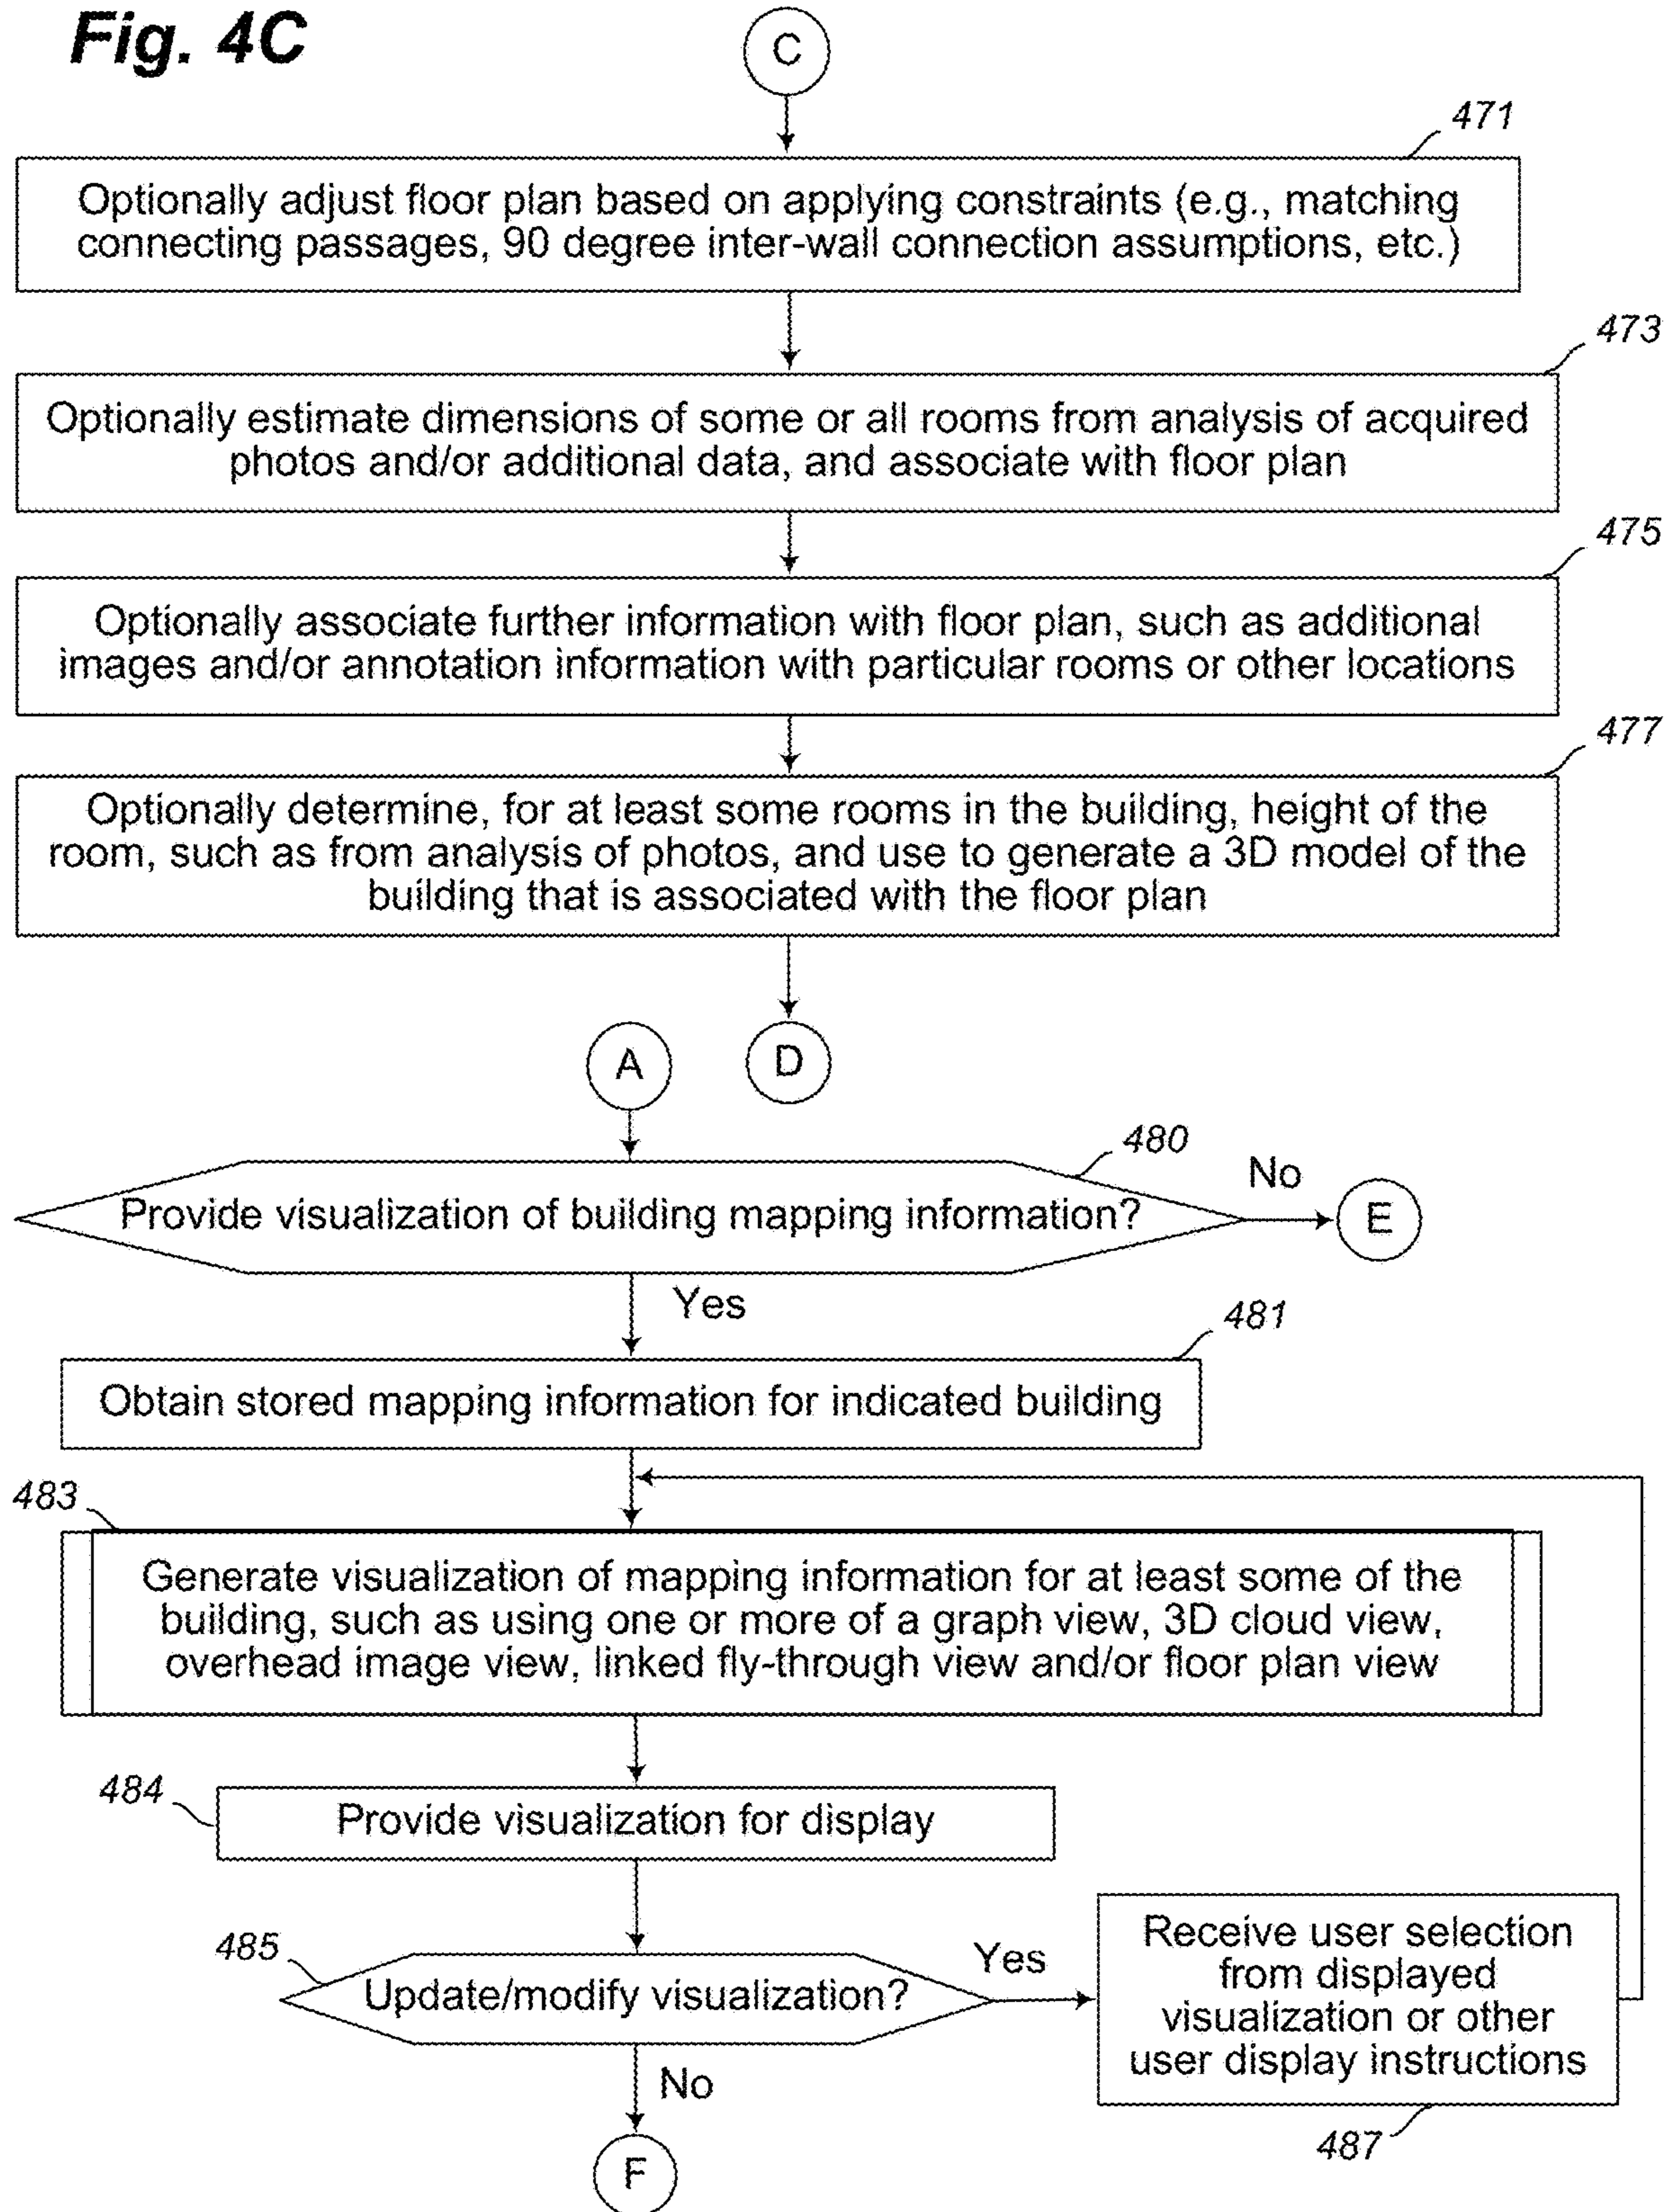 Fig. 4C
C
471
Optionally adjust floor plan based on applying constraints (e.g., matching
connecting passages, 90 degree inter-wall connection assumptions, etc.)
473
Optionally estimate dimensions of some or all rooms from analysis of acquired
photos and/or additional data, and associate with floor plan
475
Optionally associate further information with floor plan, such as additional
images and/or annotation information with particular rooms or other locations
477
Optionally determine, for at least some rooms in the building, height of the
room, such as from analysis of photos, and use to generate a 3D model of the
building that is associated with the floor plan
A
D
480
Provide visualization of building mapping information?
No
E
Yes
481
Obtain stored mapping information for indicated building
483
Generate visualization of mapping information for at least some of the
building, such as using one or more of a graph view, 3D cloud view,
overhead image view, linked fly-through view and/or floor plan view
484
Provide visualization for display
485
Update/modify visualization?
Yes
Receive user selection
from displayed
visualization or other
user display instructions
487
No
F